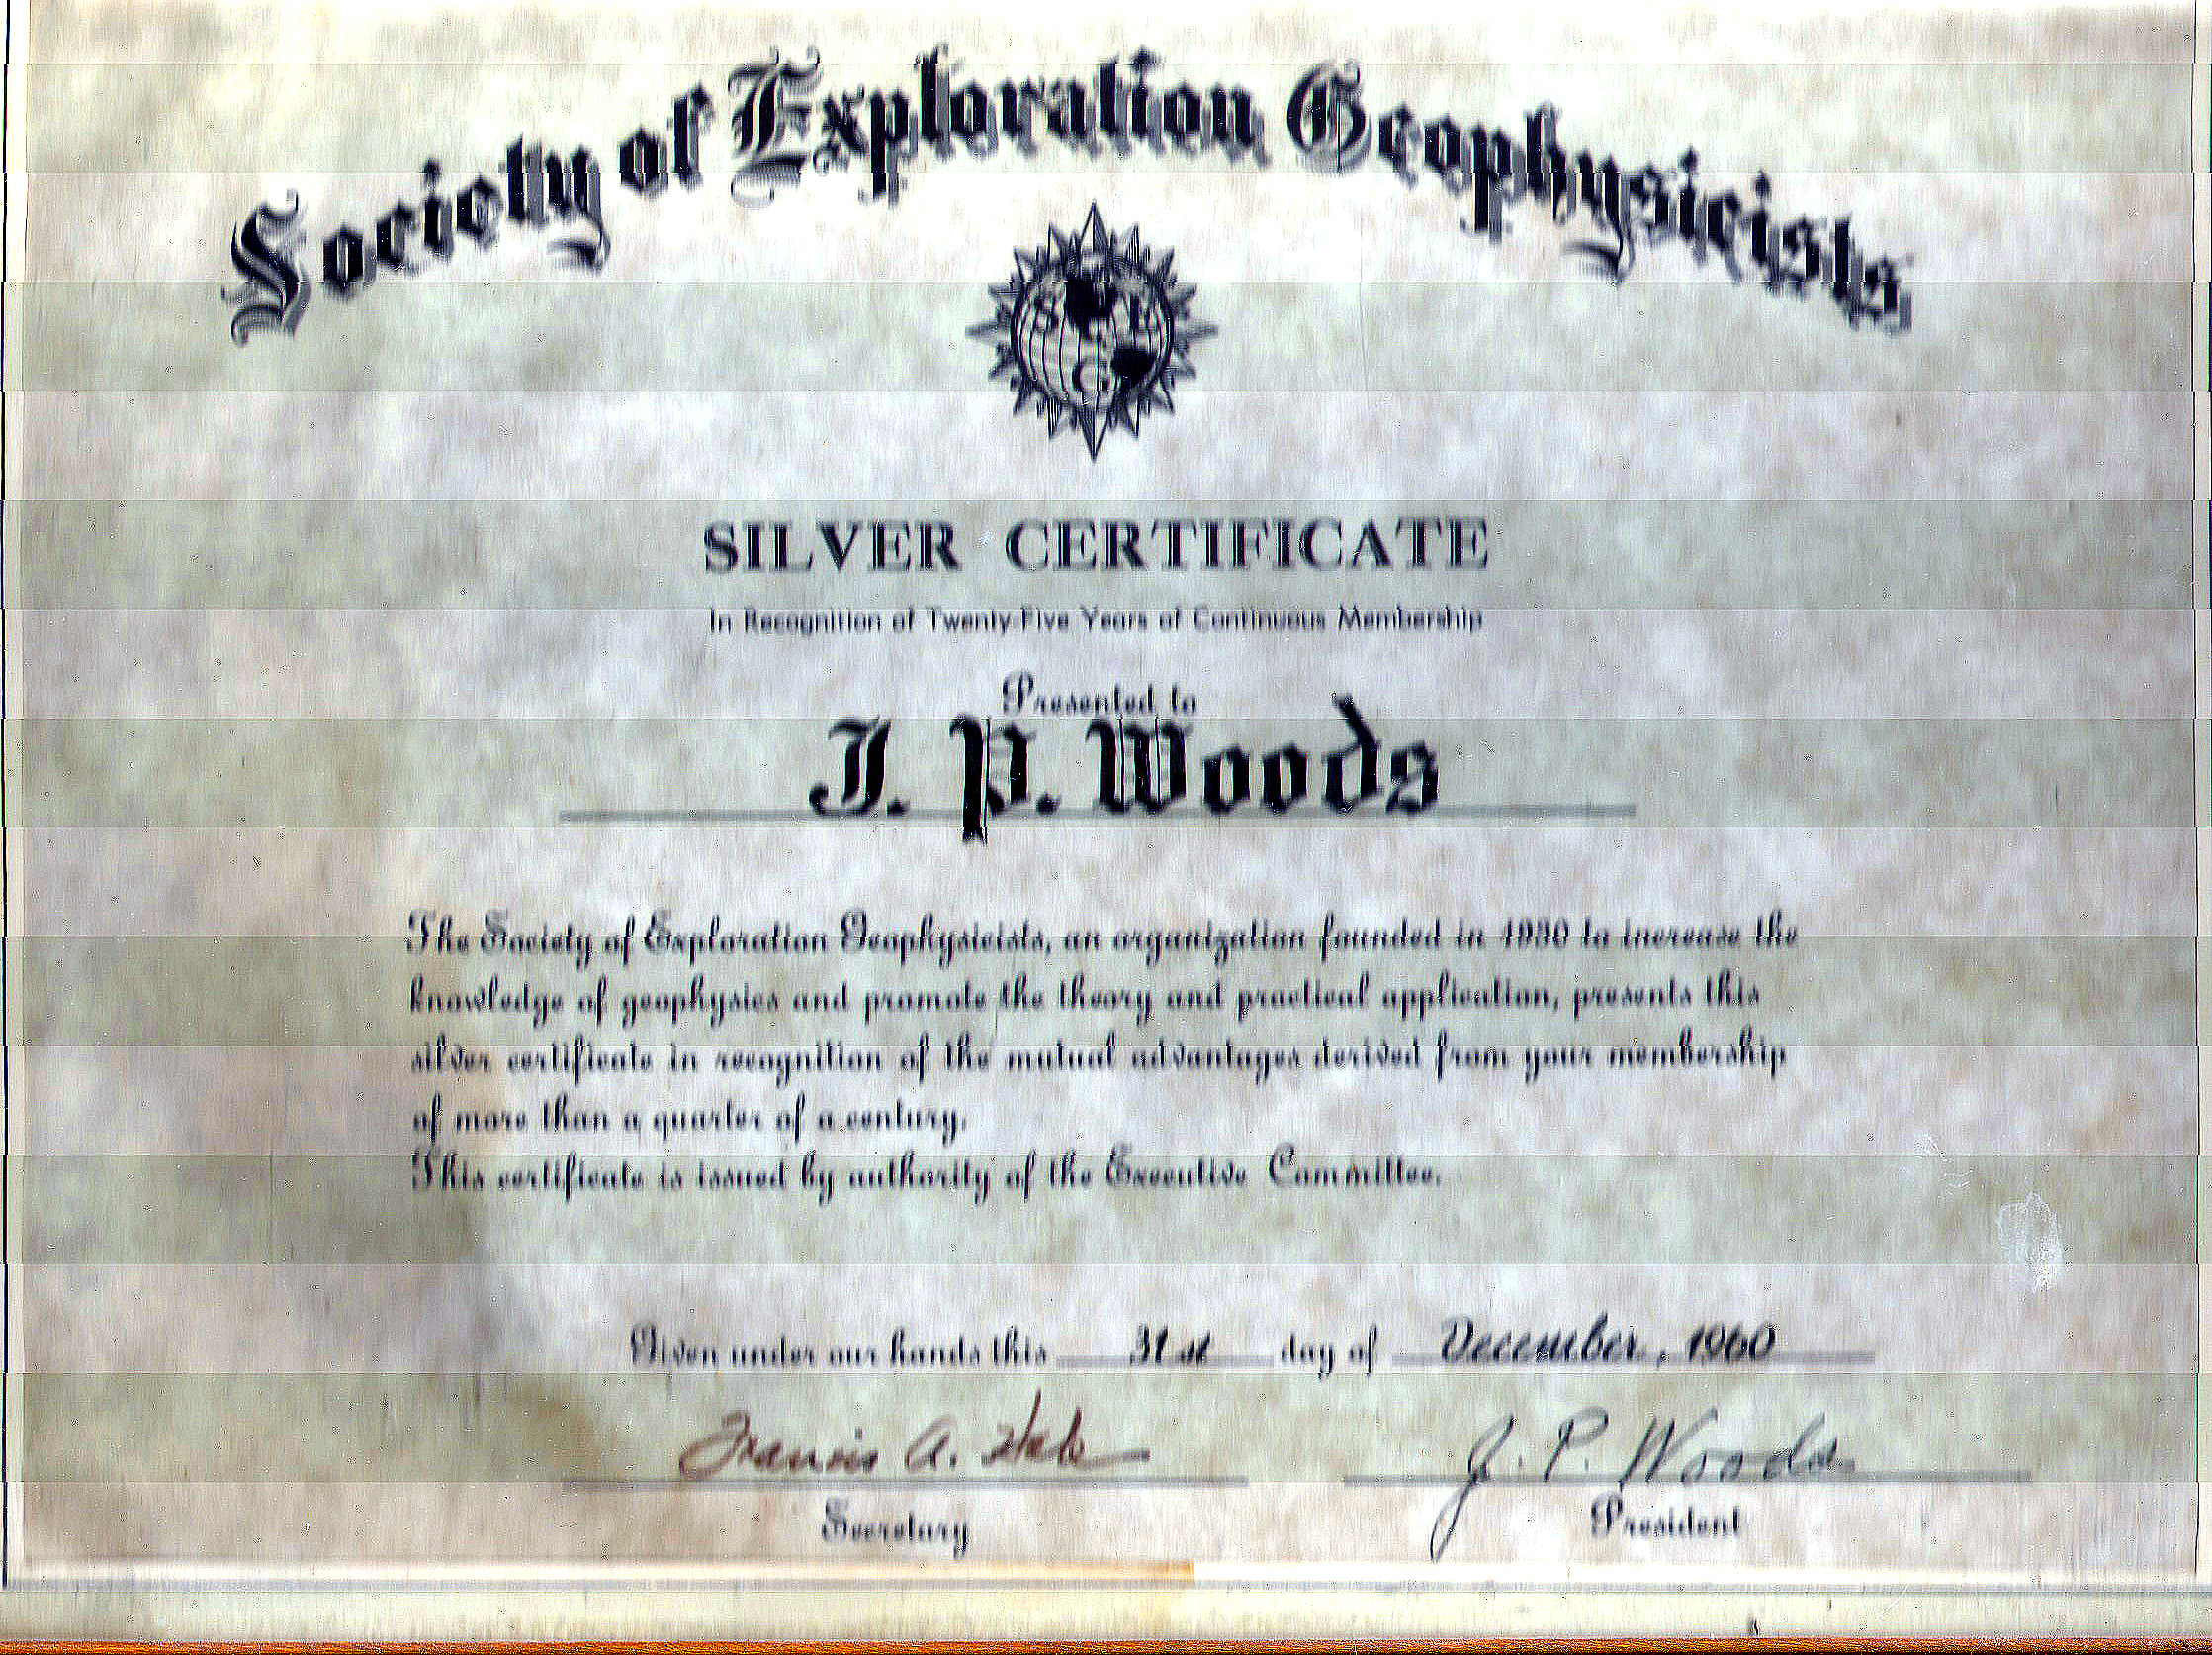 Society of Exploration Geophysicists
S E G
SILVER CERTIFICATE
In Recognition of Twenty-Five Years of Continuous Membership
Presented to
J. P. Woods
The Society of Exploration Geophysicists, an organization founded in 1930 to increase the
knowledge of geophysics and promote the theory and practical application, presents this
silver certificate in recognition of the mutual advantages derived from your membership
of more than a quarter of a century.
This certificate is issued by authority of the Executive Committee.
Given under our hands this 31st day of December, 1960
Francis A. Hale J. P. Woods
Secretary President